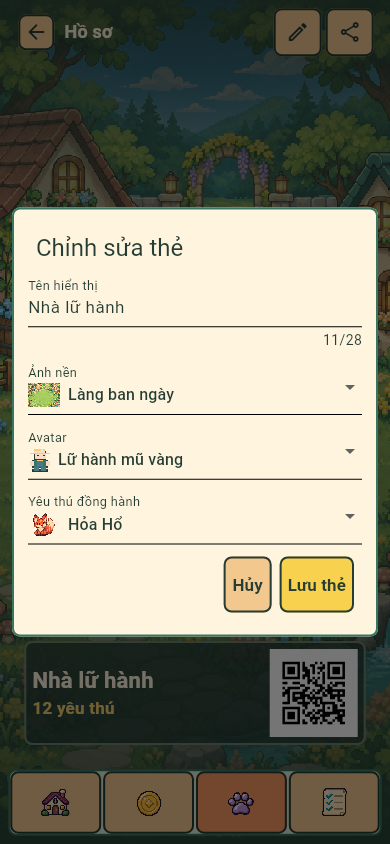 Hồ sơ
Chỉnh sửa thẻ
Tên hiển thị
Nhà lữ hành
11/28
Ảnh nền
Làng ban ngày
Avatar
Lữ hành mũ vàng
Yêu thú đồng hành
Hỏa Hổ
Hủy
Lưu thẻ
Nhà lữ hành
12 yêu thú